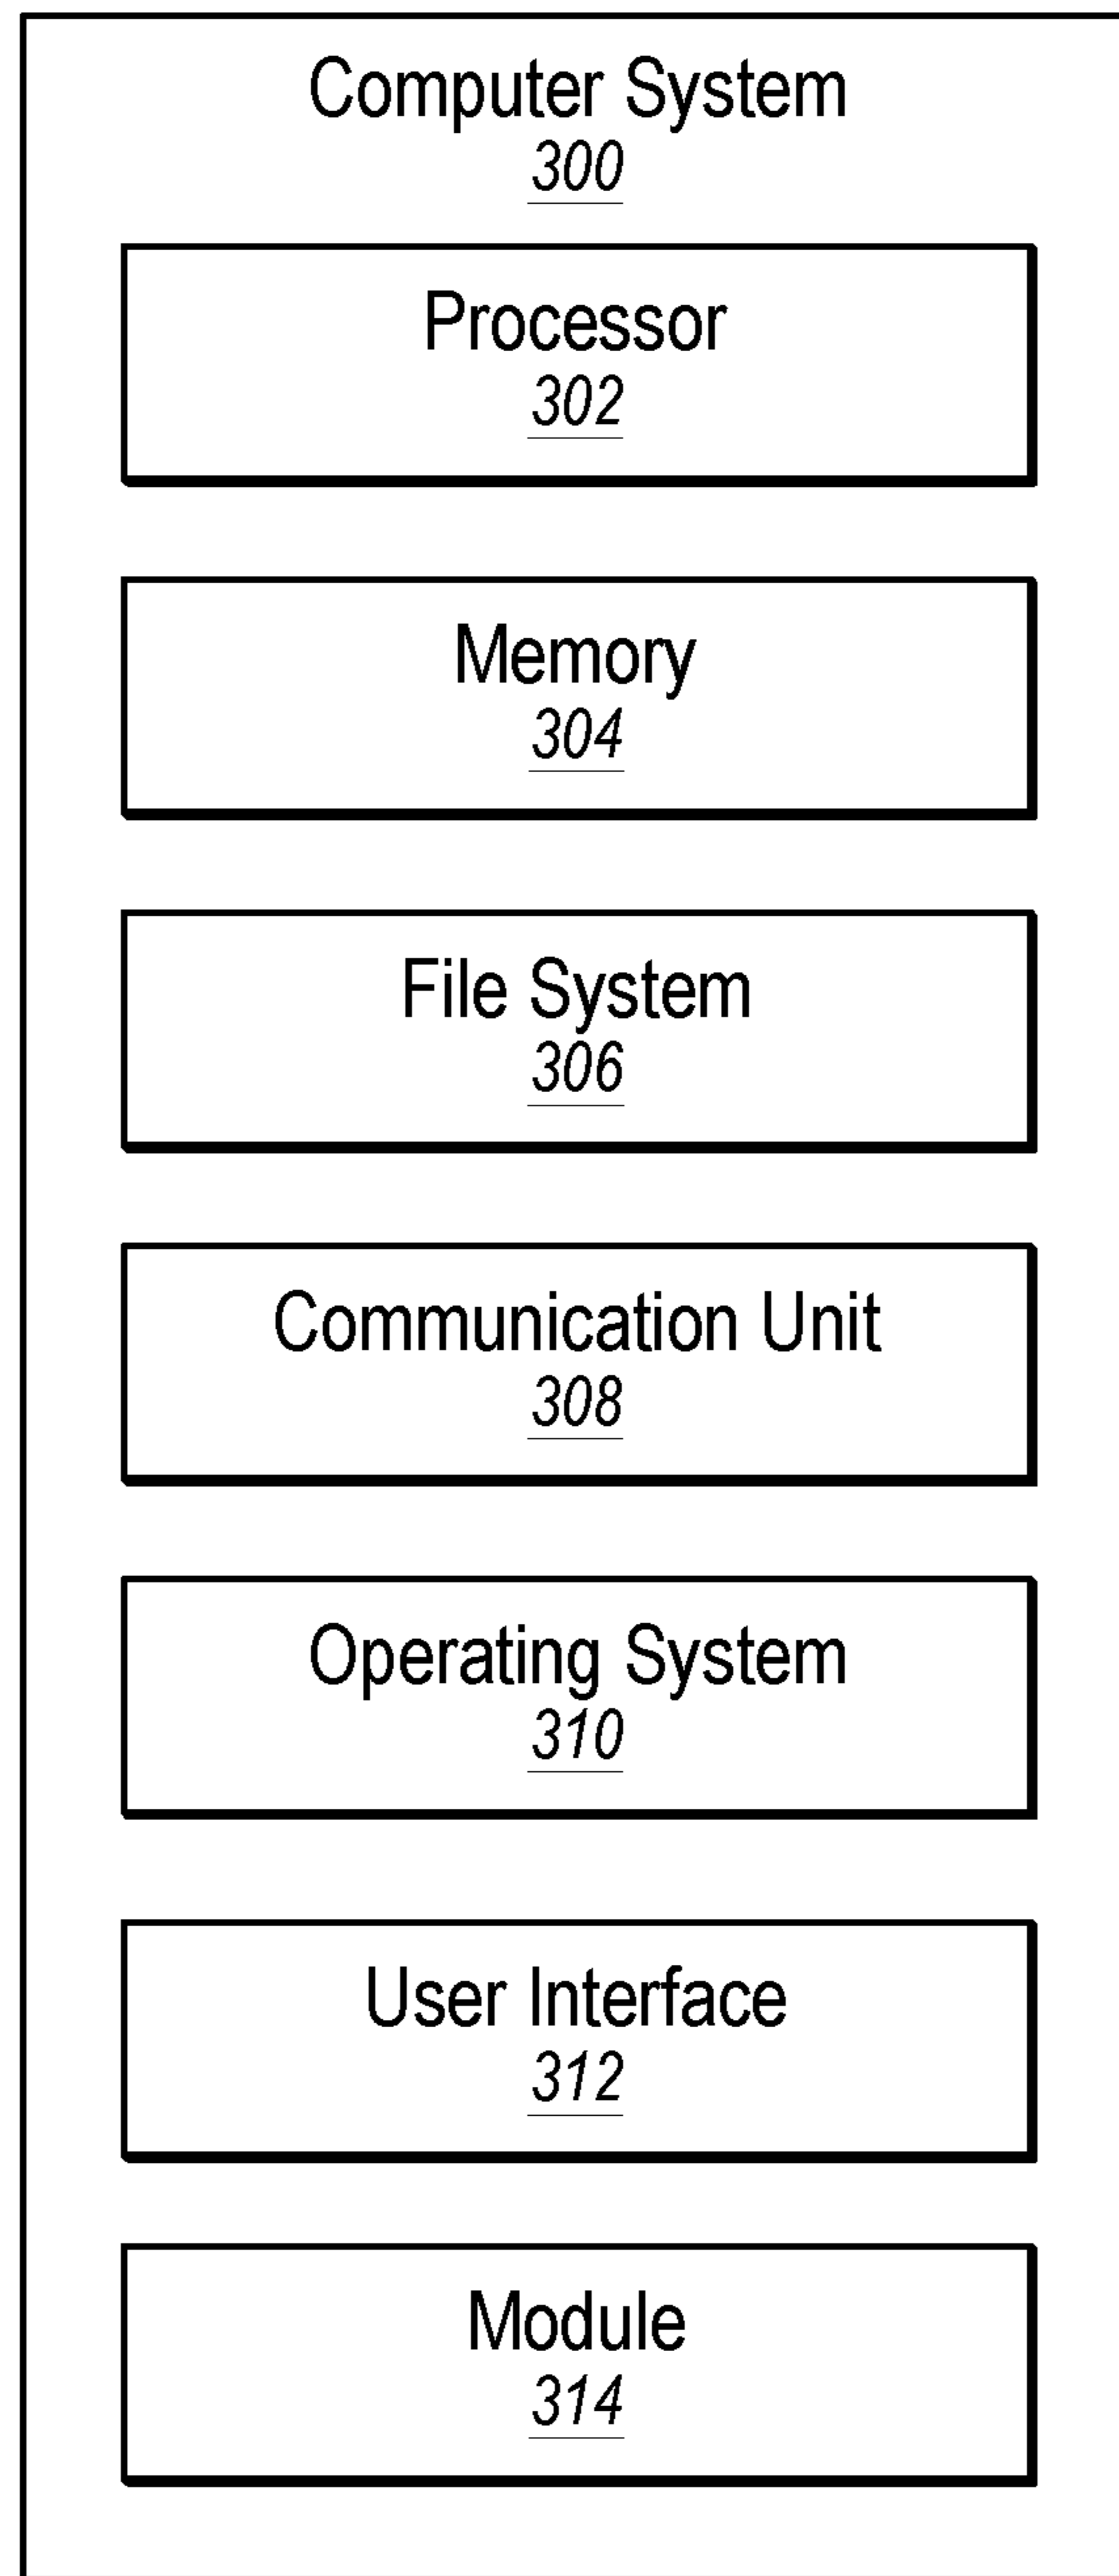 Computer System
300
Processor
302
Memory
304
File System
306
Communication Unit
308
Operating System
310
User Interface
312
Module
314